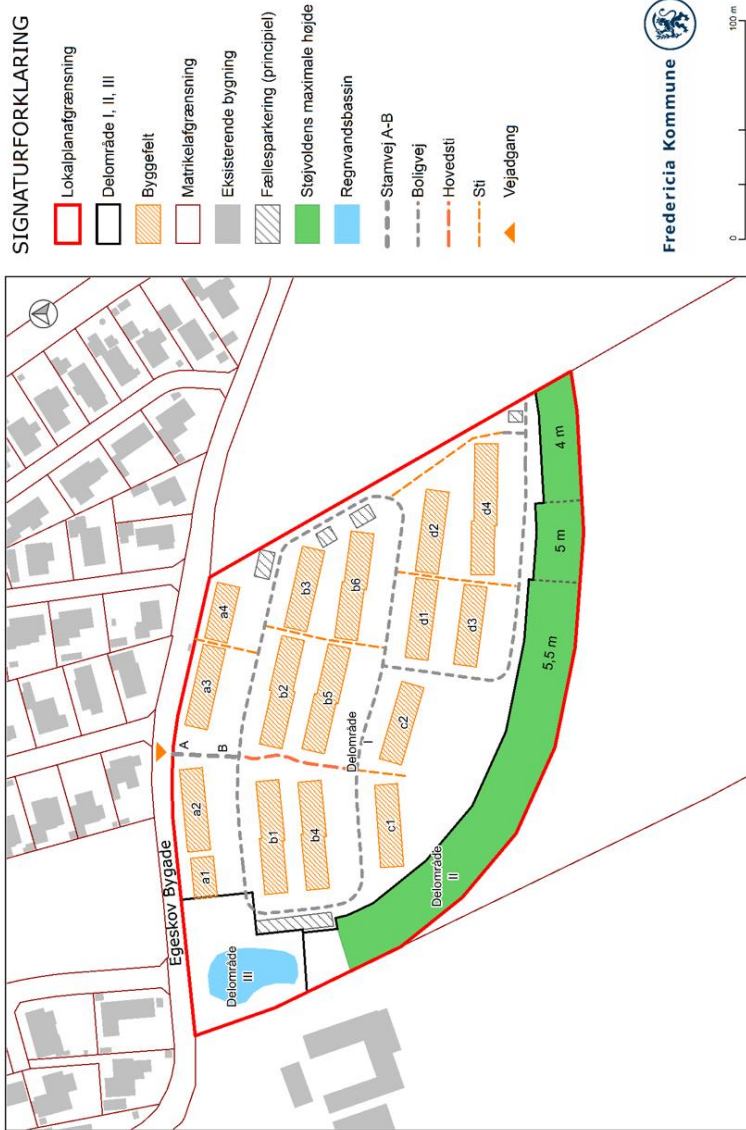 SIGNATURFORKLARING
Lokalplanafgrænsning
Delområde I, II, III
Byggefelt
Matrikelafgrænsning
Eksisterende bygning
Fællesparkering (principiel)
Støjvoldens maximale højde
Regnvandsbassin
Stamvej A-B
Boligvej
Hovedsti
Sti
Vejadgang
Fredericia Kommune
0
100 m
Egeskov Bygade
A
B
a1
a2
a3
a4
b1
b2
b3
b4
b5
b6
c1
c2
d1
d2
d3
d4
Delområde
I
Delområde
II
Delområde
III
5,5 m
5 m
4 m